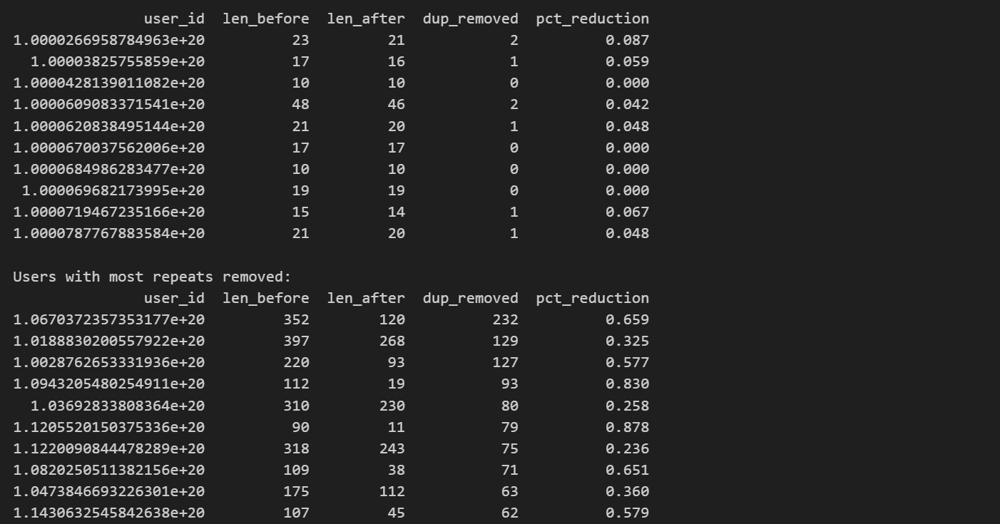 user_id len_before len_after dup_removed pct_reduction
1.0000266958784963e+20 23 21 2 0.087
1.00003825755859e+20 17 16 1 0.059
1.0000428139011082e+20 10 10 0 0.000
1.0000609083371541e+20 48 46 2 0.042
1.0000620838495144e+20 21 20 1 0.048
1.0000670037562006e+20 17 17 0 0.000
1.0000684986283477e+20 10 10 0 0.000
1.000069682173995e+20 19 19 0 0.000
1.0000719467235166e+20 15 14 1 0.067
1.0000787767883584e+20 21 20 1 0.048
Users with most repeats removed:
user_id len_before len_after dup_removed pct_reduction
1.0670372357353177e+20 352 120 232 0.659
1.0188830200557922e+20 397 268 129 0.325
1.0028762653331936e+20 220 93 127 0.577
1.0943205480254911e+20 112 19 93 0.830
1.03692833808364e+20 310 230 80 0.258
1.1205520150375336e+20 90 11 79 0.878
1.1220090844478289e+20 318 243 75 0.236
1.0820250511382156e+20 109 38 71 0.651
1.0473846693226301e+20 175 112 63 0.360
1.1430632545842638e+20 107 45 62 0.579